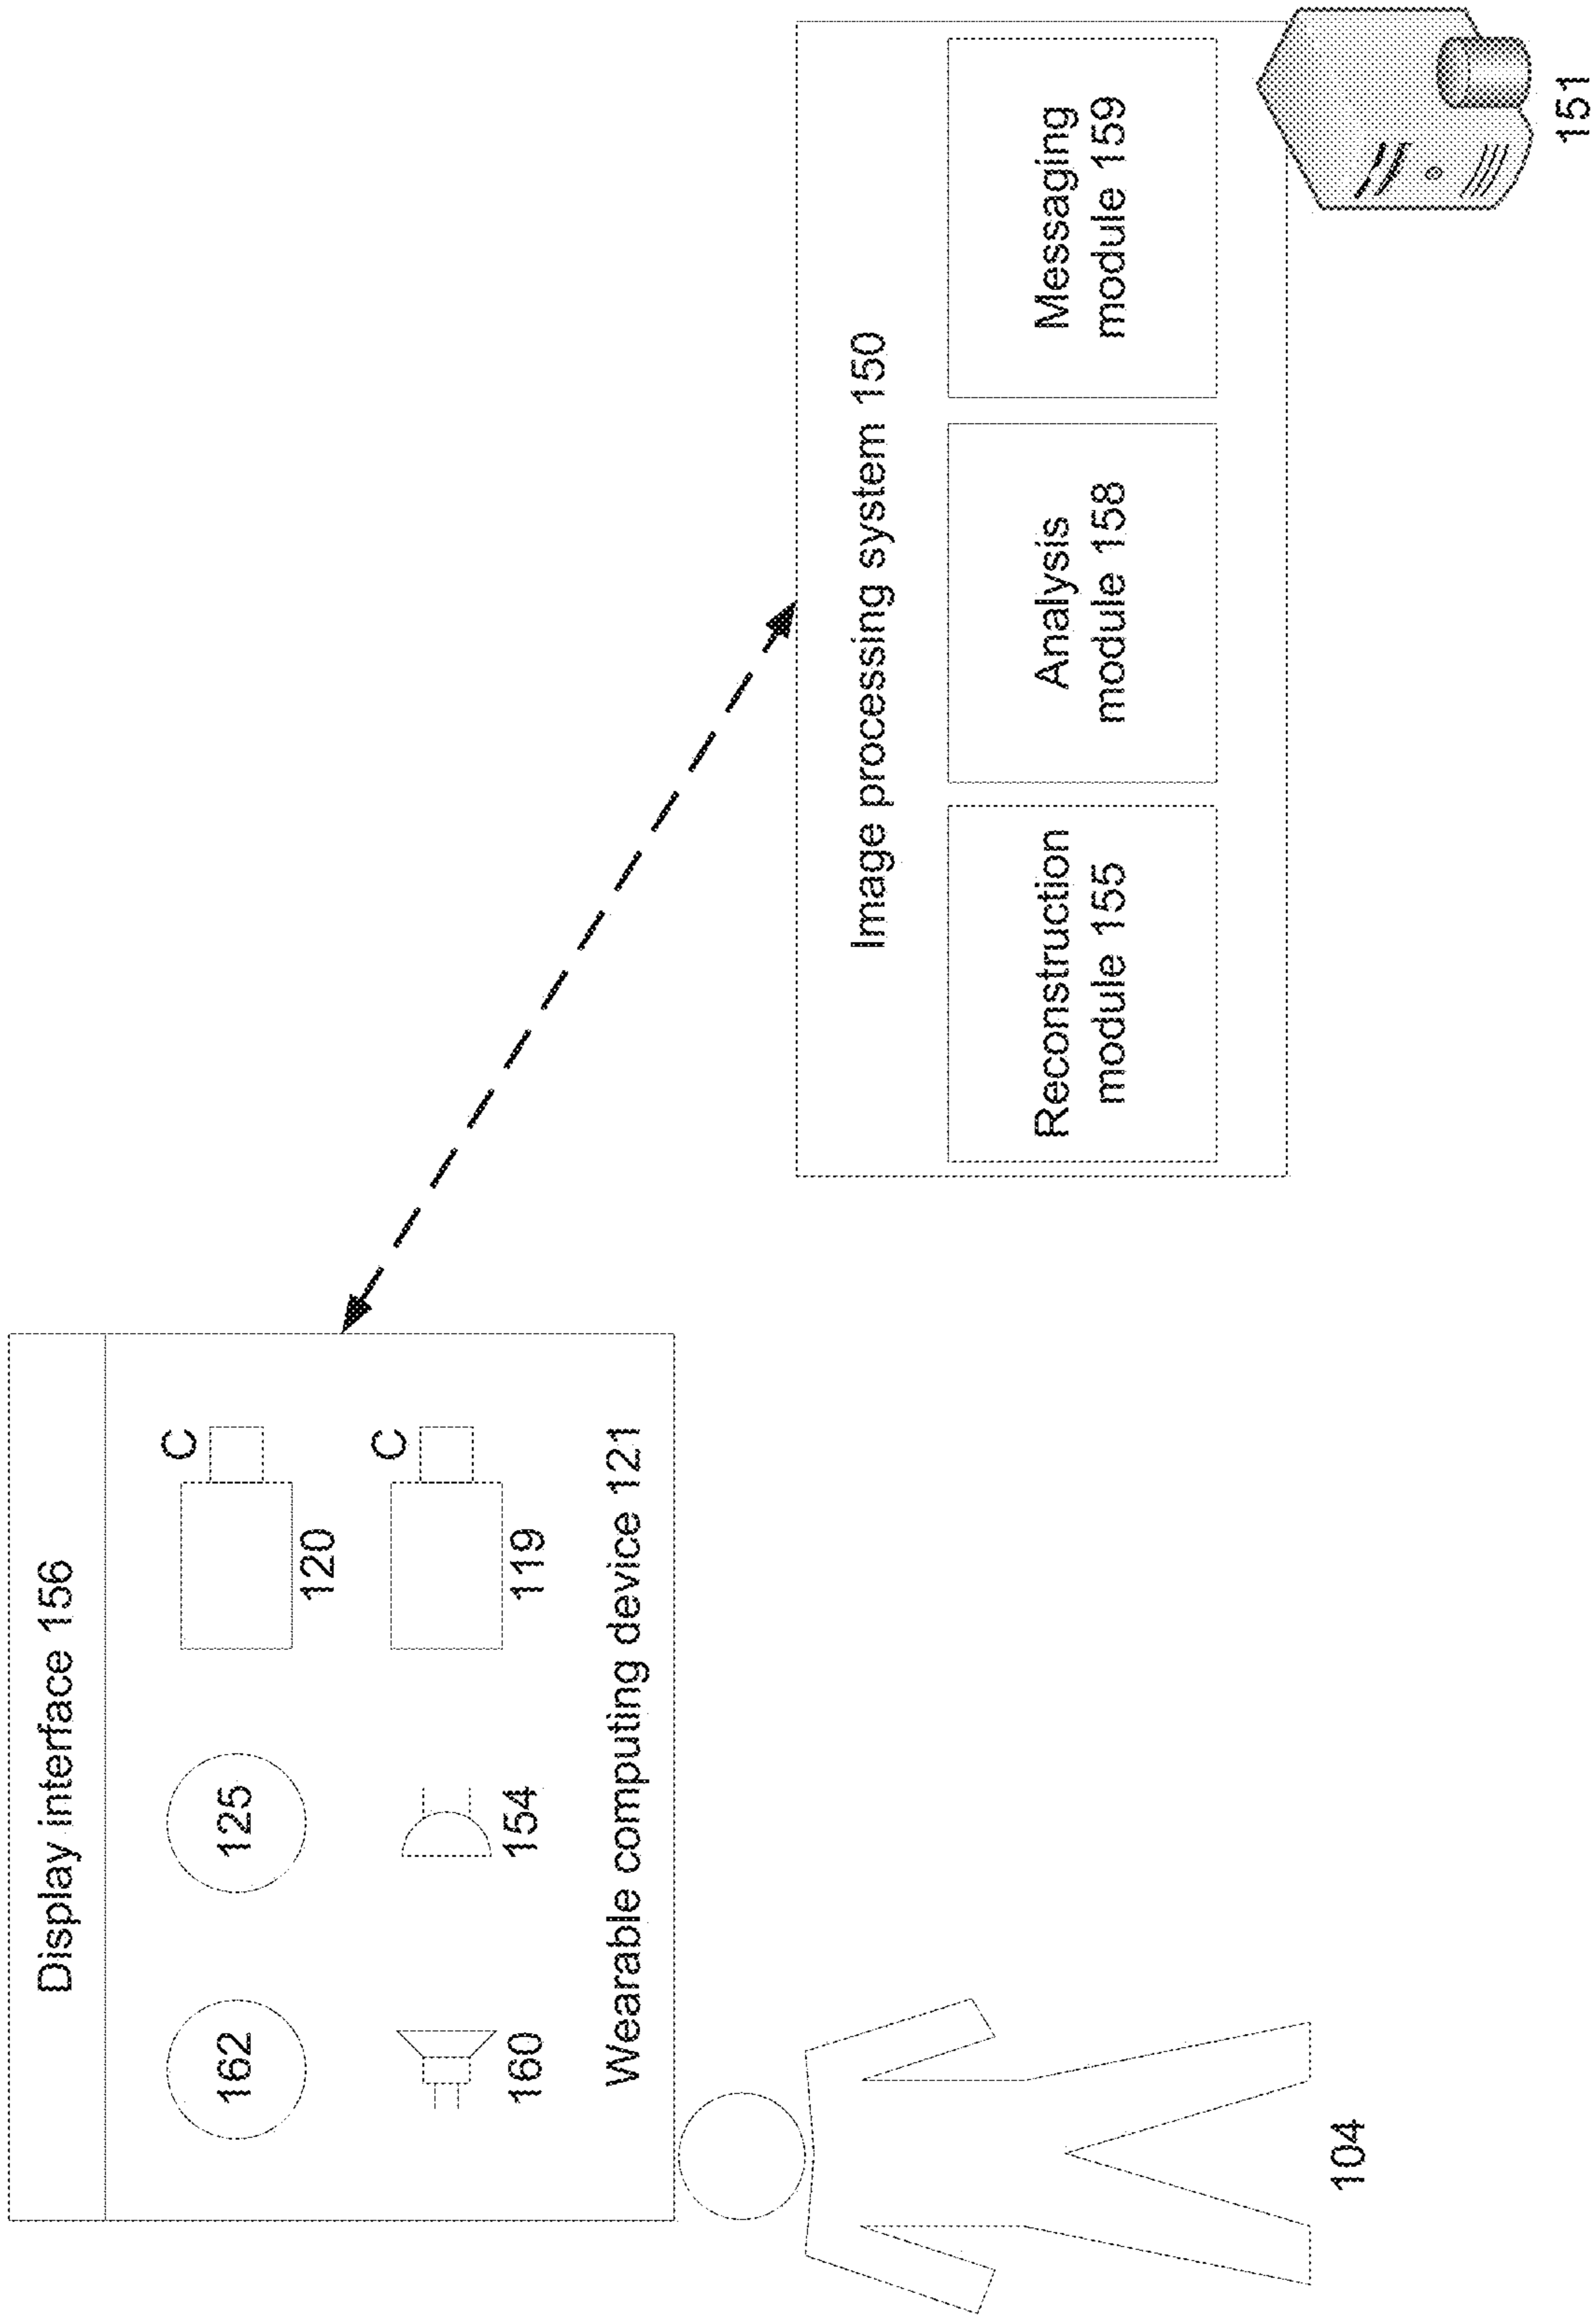 Display interface 156
162
125
C
120
C
160
154
119
Wearable computing device 121
104
Image processing system 150
Reconstruction
module 155
Analysis
module 158
Messaging
module 159
151